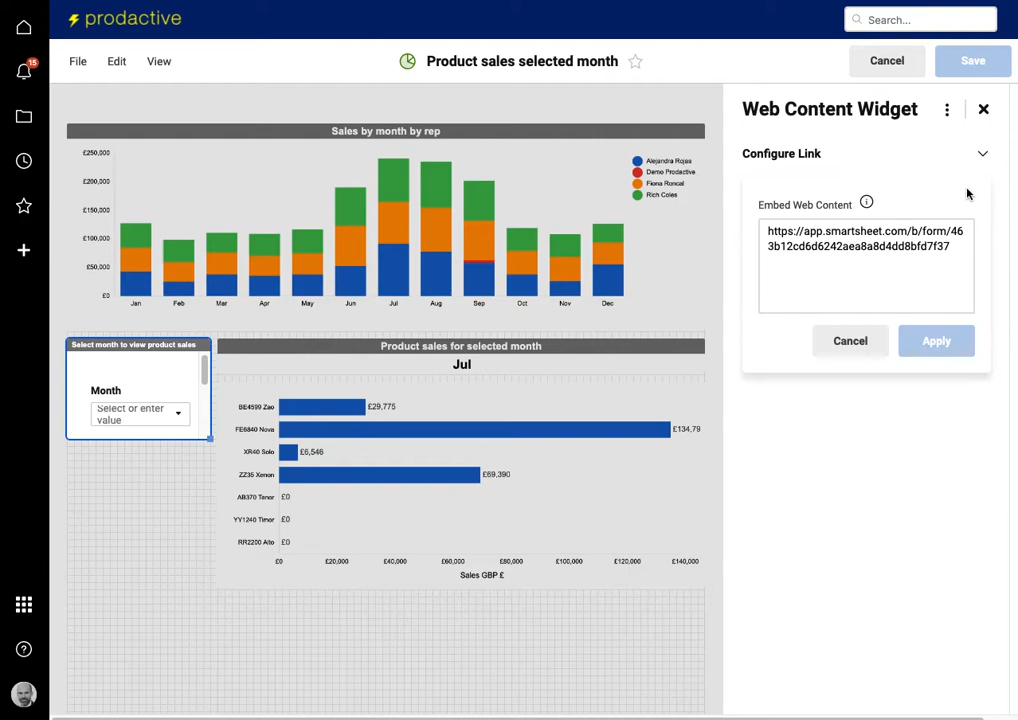 prodactive
Search...
15
File
Edit
View
Product sales selected month
Cancel
Save
Web Content Widget
Configure Link
Embed Web Content
https://app.smartsheet.com/b/form/46
3b12cd6d6242aea8a8d4dd8bfd7f37
Cancel
Apply
Sales by month by rep
£250,000
£200,000
£150,000
£100,000
£50,000
£0
Jan
Feb
Mar
Apr
May
Jun
Jul
Aug
Sep
Oct
Nov
Dec
Alejandra Rojas
Demo Prodactive
Fiona Roncal
Rich Coles
Select month to view product sales
Month
Select or enter
value
Product sales for selected month
Jul
BE4599 Zao
£29,775
FE6840 Nova
£134,79
XR40 Solo
£6,546
ZZ35 Xenon
£69,390
AB370 Tenor
£0
YY1240 Timor
£0
RR2200 Alto
£0
£0
£20,000
£40,000
£60,000
£80,000
£100,000
£120,000
£140,000
Sales GBP £